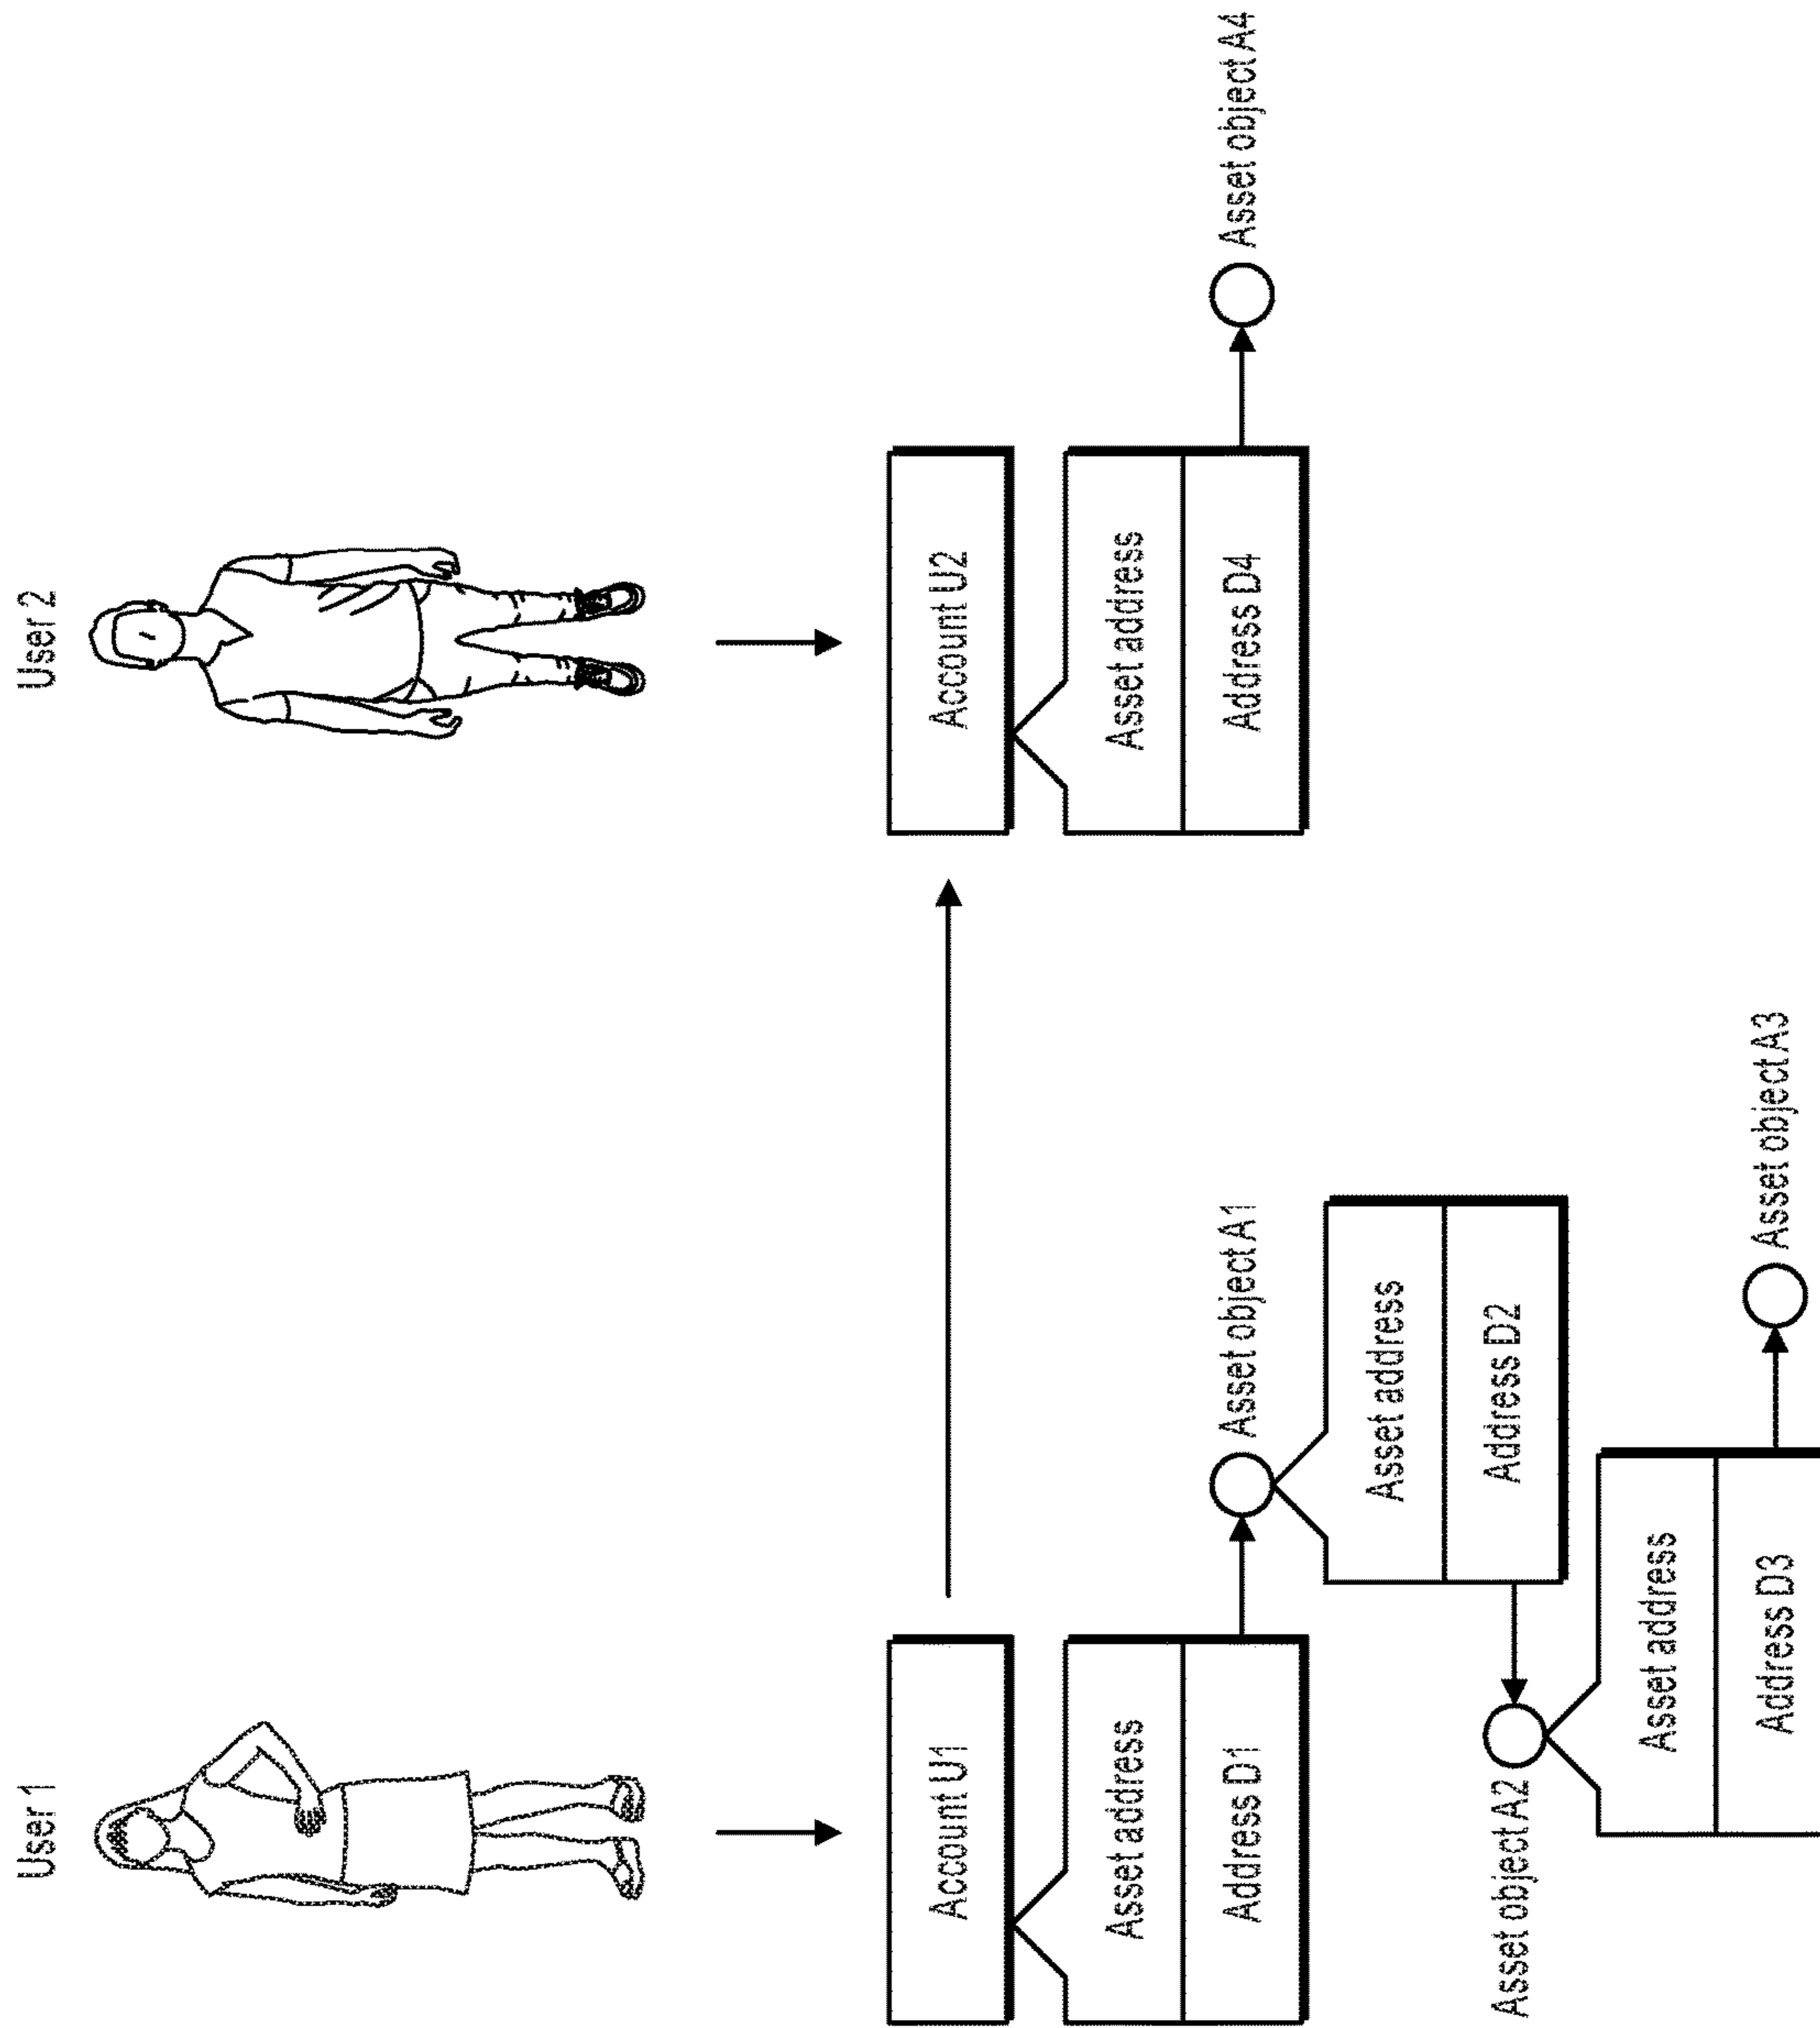 User 1
User 2
Account U1
Account U2
Asset address
Address D1
Asset address
Address D4
Asset object A4
Asset object A1
Asset address
Address D2
Asset object A2
Asset address
Address D3
Asset object A3